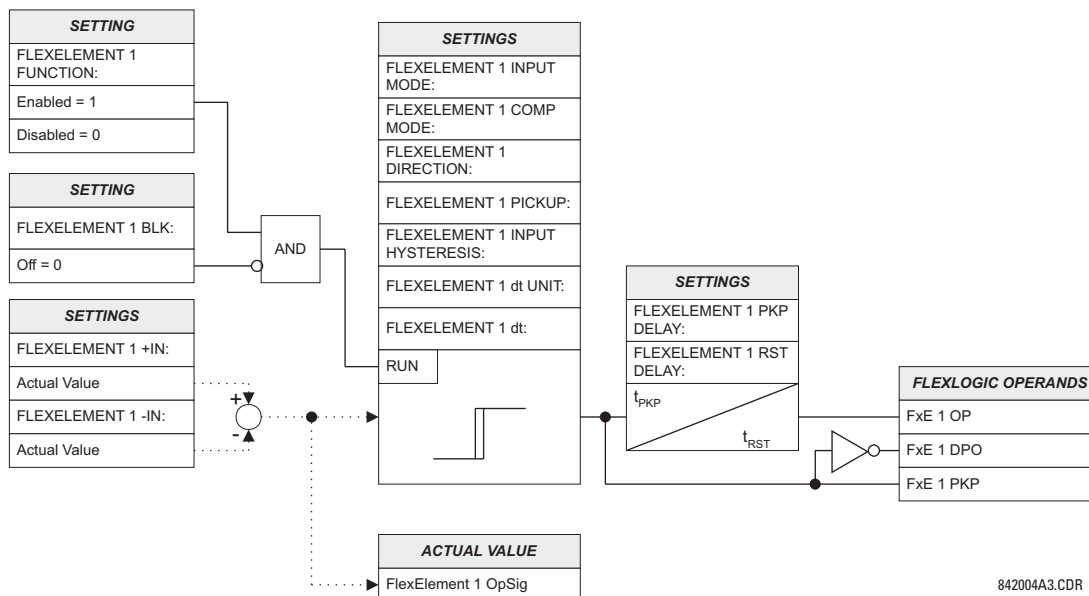 SETTING
FLEXELEMENT 1
FUNCTION:
Enabled = 1
Disabled = 0
SETTING
FLEXELEMENT 1 BLK:
Off = 0
SETTINGS
FLEXELEMENT 1 +IN:
Actual Value
FLEXELEMENT 1 -IN:
Actual Value
+
-
AND
SETTINGS
FLEXELEMENT 1 INPUT
MODE:
FLEXELEMENT 1 COMP
MODE:
FLEXELEMENT 1
DIRECTION:
FLEXELEMENT 1 PICKUP:
FLEXELEMENT 1 INPUT
HYSTERESIS:
FLEXELEMENT 1 dt UNIT:
FLEXELEMENT 1 dt:
RUN
SETTINGS
FLEXELEMENT 1 PKP
DELAY:
FLEXELEMENT 1 RST
DELAY:
tPKP
tRST
FLEXLOGIC OPERANDS
FxE 1 OP
FxE 1 DPO
FxE 1 PKP
ACTUAL VALUE
FlexElement 1 OpSig
842004A3.CDR